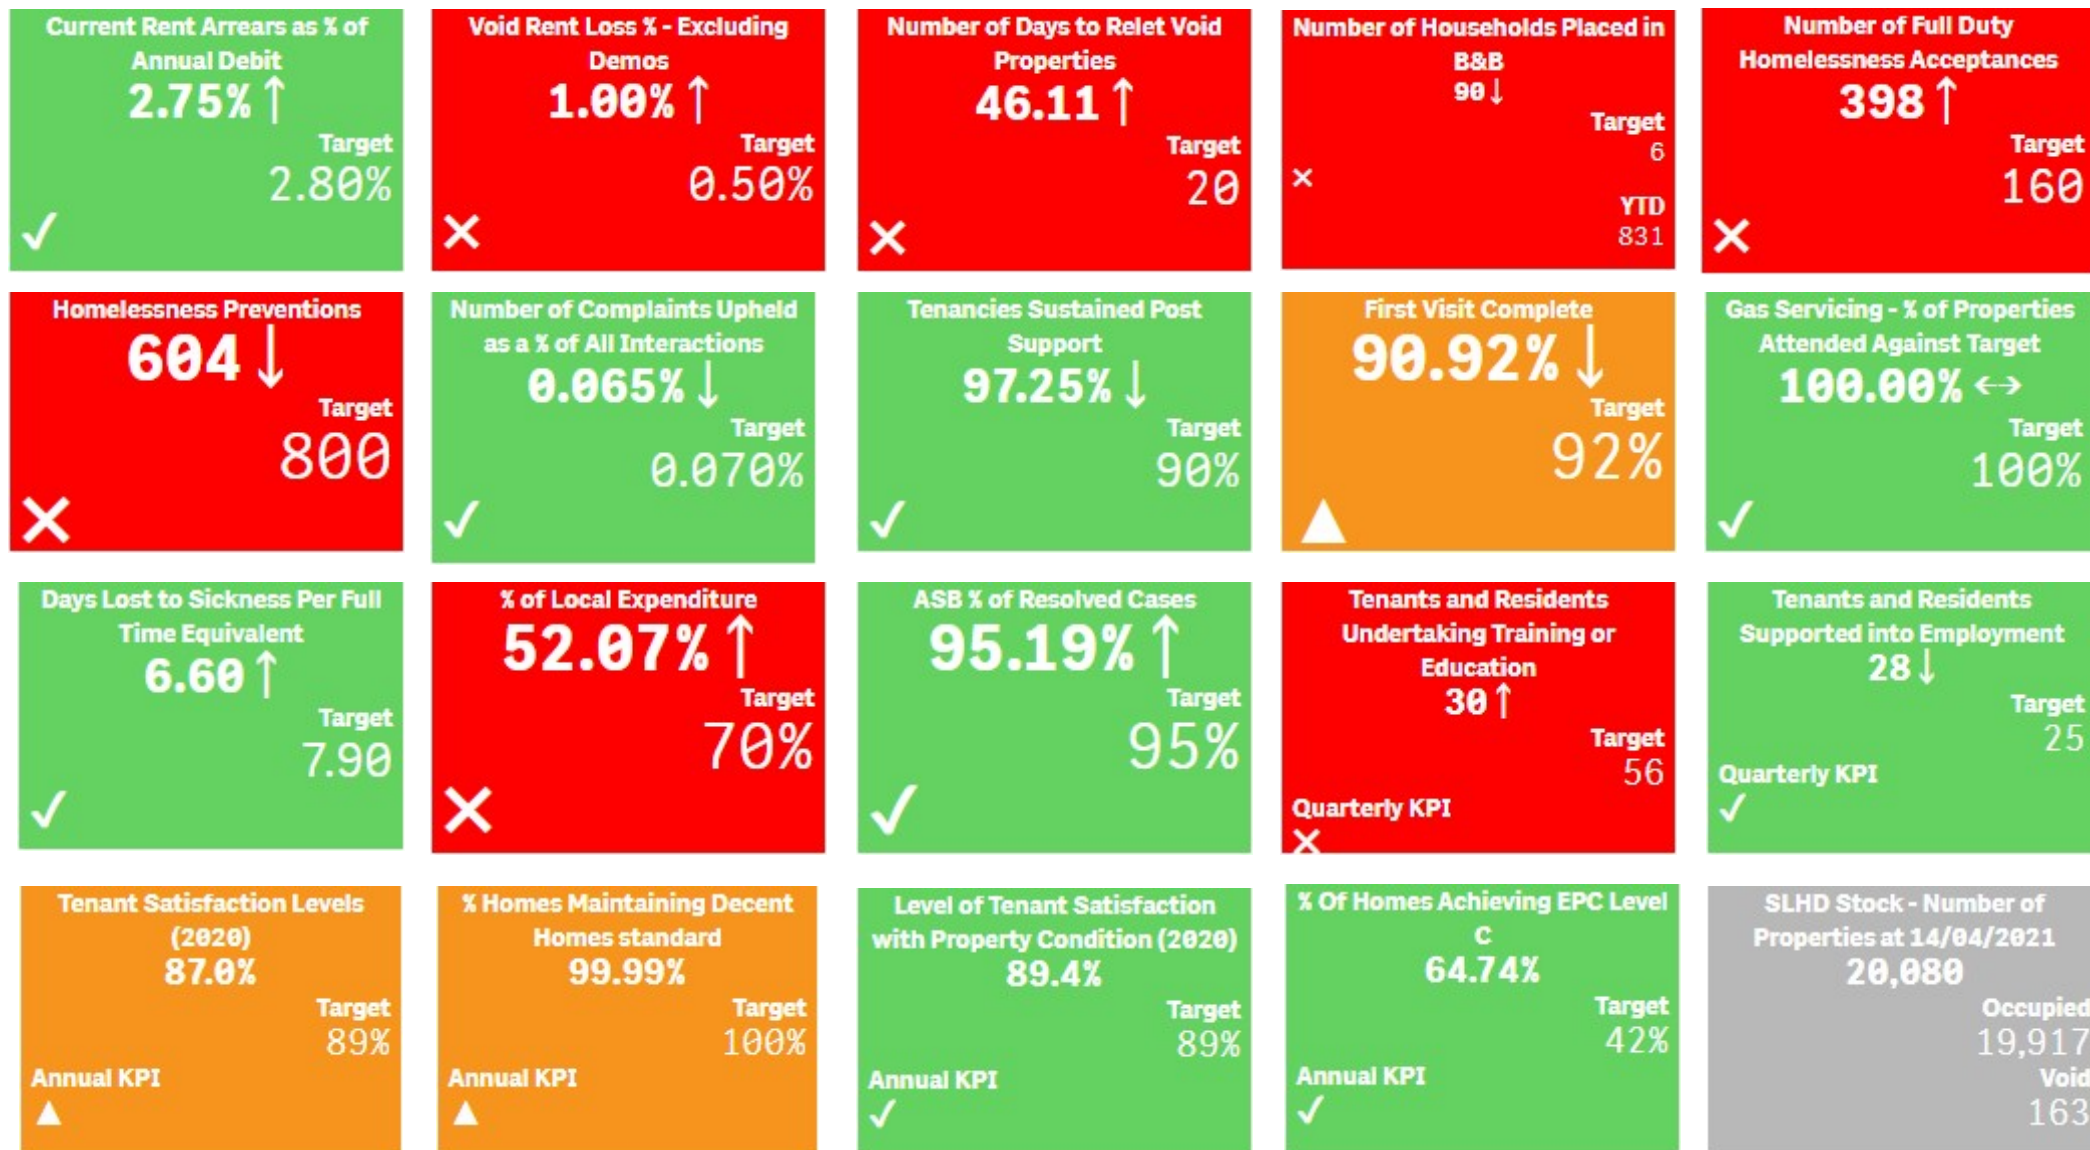 Current Rent Arrears as % of
Annual Debit
2.75% ↑
Target
2.80%
✓
Void Rent Loss % - Excluding
Demos
1.00% ↑
Target
0.50%
✕
Number of Days to Relet Void
Properties
46.11 ↑
Target
20
✕
Number of Households Placed in
B&B
90 ↓
Target
6
✕
YTD
831
Number of Full Duty
Homelessness Acceptances
398 ↑
Target
160
✕
Homelessness Preventions
604 ↓
Target
800
✕
Number of Complaints Upheld
as a % of All Interactions
0.065% ↓
Target
0.070%
✓
Tenancies Sustained Post
Support
97.25% ↓
Target
90%
✓
First Visit Complete
90.92% ↓
Target
92%
▲
Gas Servicing - % of Properties
Attended Against Target
100.00% ↔
Target
100%
✓
Days Lost to Sickness Per Full
Time Equivalent
6.60 ↑
Target
7.90
✓
% of Local Expenditure
52.07% ↑
Target
70%
✕
ASB % of Resolved Cases
95.19% ↑
Target
95%
✓
Tenants and Residents
Undertaking Training or
Education
30 ↑
Target
56
Quarterly KPI
✕
Tenants and Residents
Supported into Employment
28 ↓
Target
25
Quarterly KPI
✓
Tenant Satisfaction Levels
(2020)
87.0%
Target
89%
Annual KPI
▲
% Homes Maintaining Decent
Homes standard
99.99%
Target
100%
Annual KPI
▲
Level of Tenant Satisfaction
with Property Condition (2020)
89.4%
Target
89%
Annual KPI
✓
% Of Homes Achieving EPC Level
C
64.74%
Target
42%
Annual KPI
✓
SLHD Stock - Number of
Properties at 14/04/2021
20,080
Occupied
19,917
Void
163